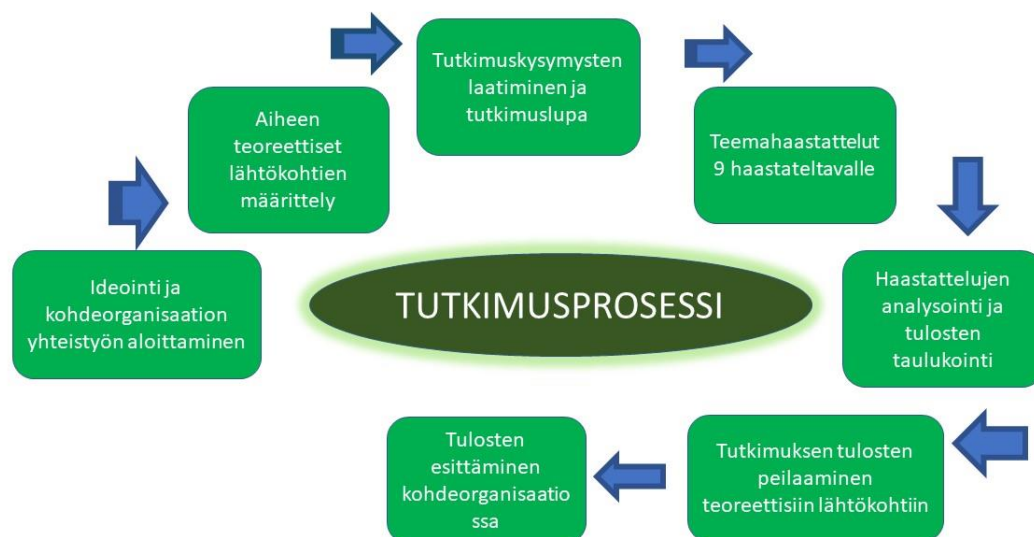 Ideointi ja
kohdeorganisaation
yhteistyön aloittaminen
Aiheen
teoreettiset
lähtökohtien
määrittely
Tutkimuskysymysten
laatiminen ja
tutkimuslupa
Teemahaastattelut
9 haastateltavalle
Haastattelujen
analysointi ja
tulosten
taulukointi
Tutkimuksen tulosten
peilaaminen
teoreettisiin lähtökohtiin
Tulosten
esittäminen
kohdeorganisaatio
ssa
TUTKIMUSPROSESSI